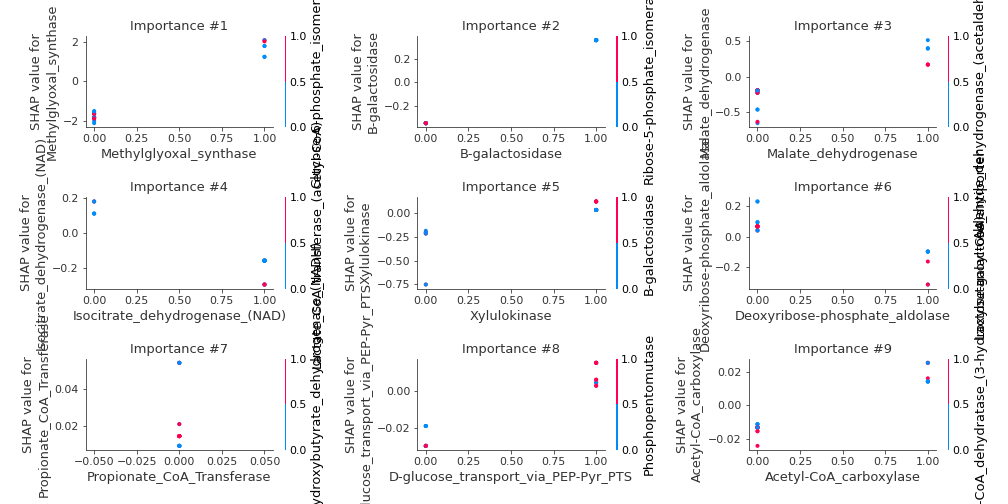 Importance #1
Importance #2
Importance #3
SHAP value for
Methylglyoxal_synthase
2
0
−2
0.00
0.25
0.50
0.75
1.00
Methylglyoxal_synthase
1.0
0.5
0.0
SHAP value for
B-galactosidase
0.2
0.0
−0.2
0.00
0.25
0.50
0.75
1.00
B-galactosidase
1.0
0.5
0.0
Ribose-5-phosphate_isomerase
SHAP value for
Malate_dehydrogenase
0.5
0.0
−0.5
0.00
0.25
0.50
0.75
1.00
Malate_dehydrogenase
1.0
0.5
0.0
Importance #4
Importance #5
Importance #6
SHAP value for
Isocitrate_dehydrogenase_(NAD)
0.2
0.0
−0.2
0.00
0.25
0.50
0.75
1.00
Isocitrate_dehydrogenase_(NAD)
1.0
0.5
0.0
SHAP value for
Xylulokinase
0.00
−0.25
−0.50
−0.75
0.00
0.25
0.50
0.75
1.00
Xylulokinase
1.0
0.5
0.0
B-galactosidase
SHAP value for
Deoxyribose-phosphate_aldolase
0.2
0.0
−0.2
0.00
0.25
0.50
0.75
1.00
Deoxyribose-phosphate_aldolase
1.0
0.5
0.0
Importance #7
Importance #8
Importance #9
SHAP value for
Propionate_CoA_Transferase
0.04
0.02
−0.050
−0.025
0.000
0.025
0.050
Propionate_CoA_Transferase
1.0
0.5
0.0
SHAP value for
glucose_transport_via_PEP-Pyr_PTS
0.00
−0.02
0.00
0.25
0.50
0.75
1.00
D-glucose_transport_via_PEP-Pyr_PTS
1.0
0.5
0.0
Phosphopentomutase
SHAP value for
Acetyl-CoA_carboxylase
0.02
0.00
−0.02
0.00
0.25
0.50
0.75
1.00
Acetyl-CoA_carboxylase
1.0
0.5
0.0